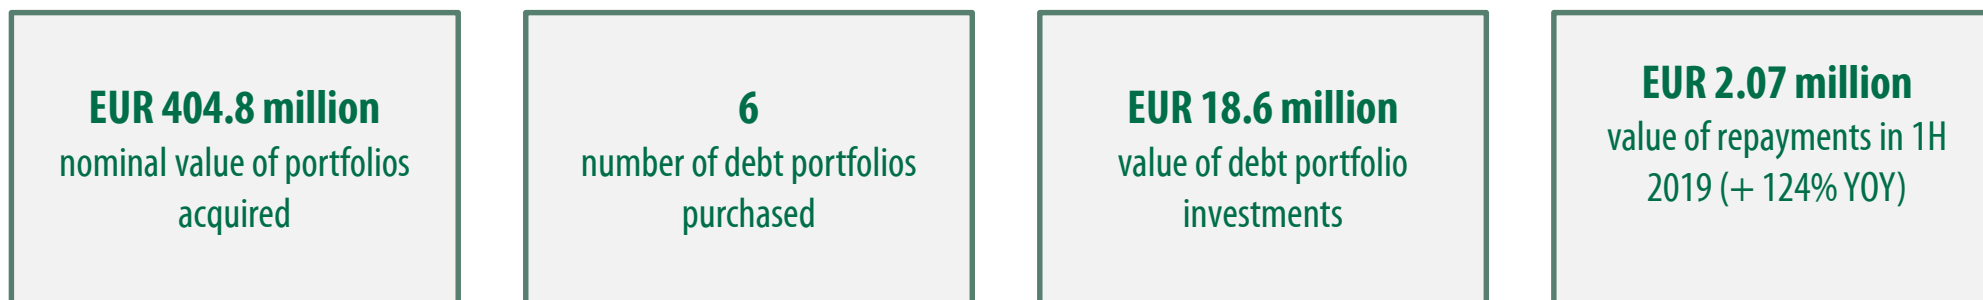 EUR 404.8 million
nominal value of portfolios
acquired
6
number of debt portfolios
purchased
EUR 18.6 million
value of debt portfolio
investments
EUR 2.07 million
value of repayments in 1H
2019 (+ 124% YOY)